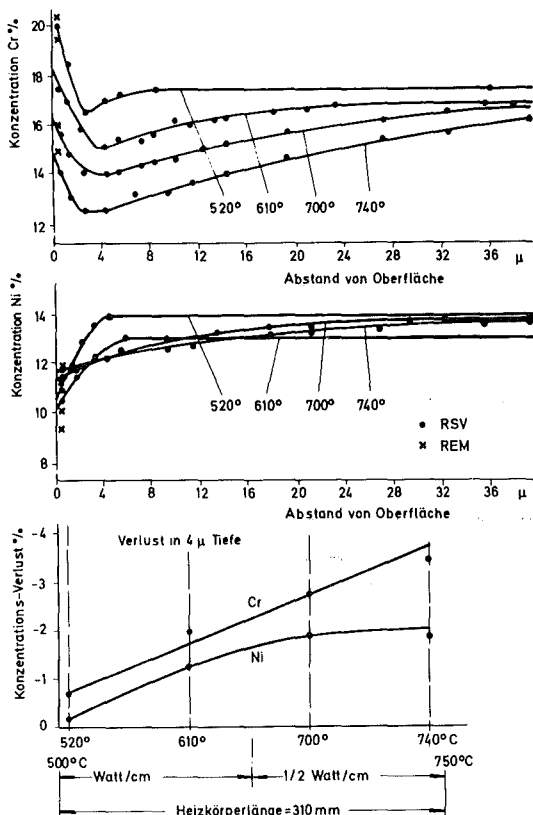 Konzentration Cr %
20
18
16
14
12
520°
610°
700°
740°
0
4
8
12
16
20
24
28
32
36
μ
Abstand von Oberfläche
Konzentration Ni %
14
12
10
8
520°
610°
700°
740°
• RSV
× REM
0
4
8
12
16
20
24
28
32
36
μ
Abstand von Oberfläche
Konzentrations-Verlust %
-4
-3
-2
-1
0
Verlust in 4 μ Tiefe
Cr
Ni
520°
610°
700°
740°C
500°C
750°C
Watt/cm
1/2 Watt/cm
Heizkörperlänge = 310 mm